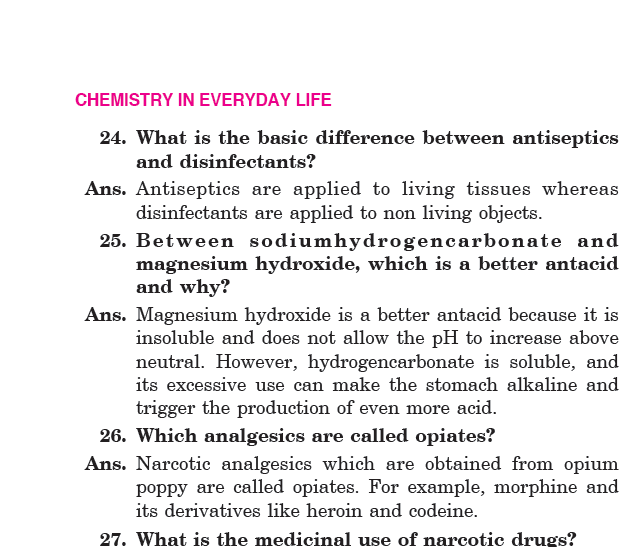 CHEMISTRY IN EVERYDAY LIFE
24. What is the basic difference between antiseptics
and disinfectants?
Ans. Antiseptics are applied to living tissues whereas
disinfectants are applied to non living objects.
25. Between sodiumhydrogencarbonate and
magnesium hydroxide, which is a better antacid
and why?
Ans. Magnesium hydroxide is a better antacid because it is
insoluble and does not allow the pH to increase above
neutral. However, hydrogencarbonate is soluble, and
its excessive use can make the stomach alkaline and
trigger the production of even more acid.
26. Which analgesics are called opiates?
Ans. Narcotic analgesics which are obtained from opium
poppy are called opiates. For example, morphine and
its derivatives like heroin and codeine.
27. What is the medicinal use of narcotic drugs?